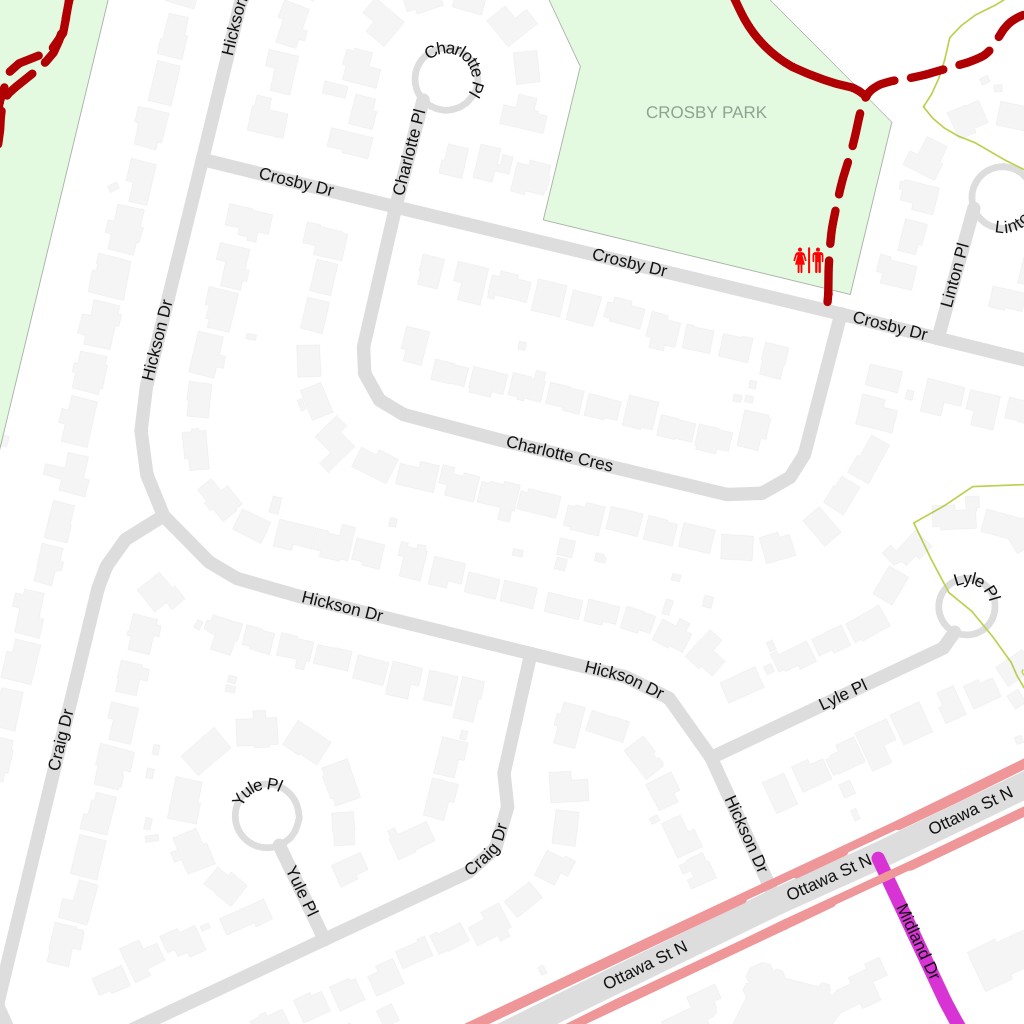 Hickson
Charlotte Pl
CROSBY PARK
Charlotte Pl
Crosby Dr
Linto
Crosby Dr
Linton Pl
Crosby Dr
Hickson Dr
Charlotte Cres
Lyle Pl
Hickson Dr
Hickson Dr
Lyle Pl
Craig Dr
Yule Pl
Hickson Dr
Ottawa St N
Craig Dr
Ottawa St N
Yule Pl
Midland Dr
Ottawa St N